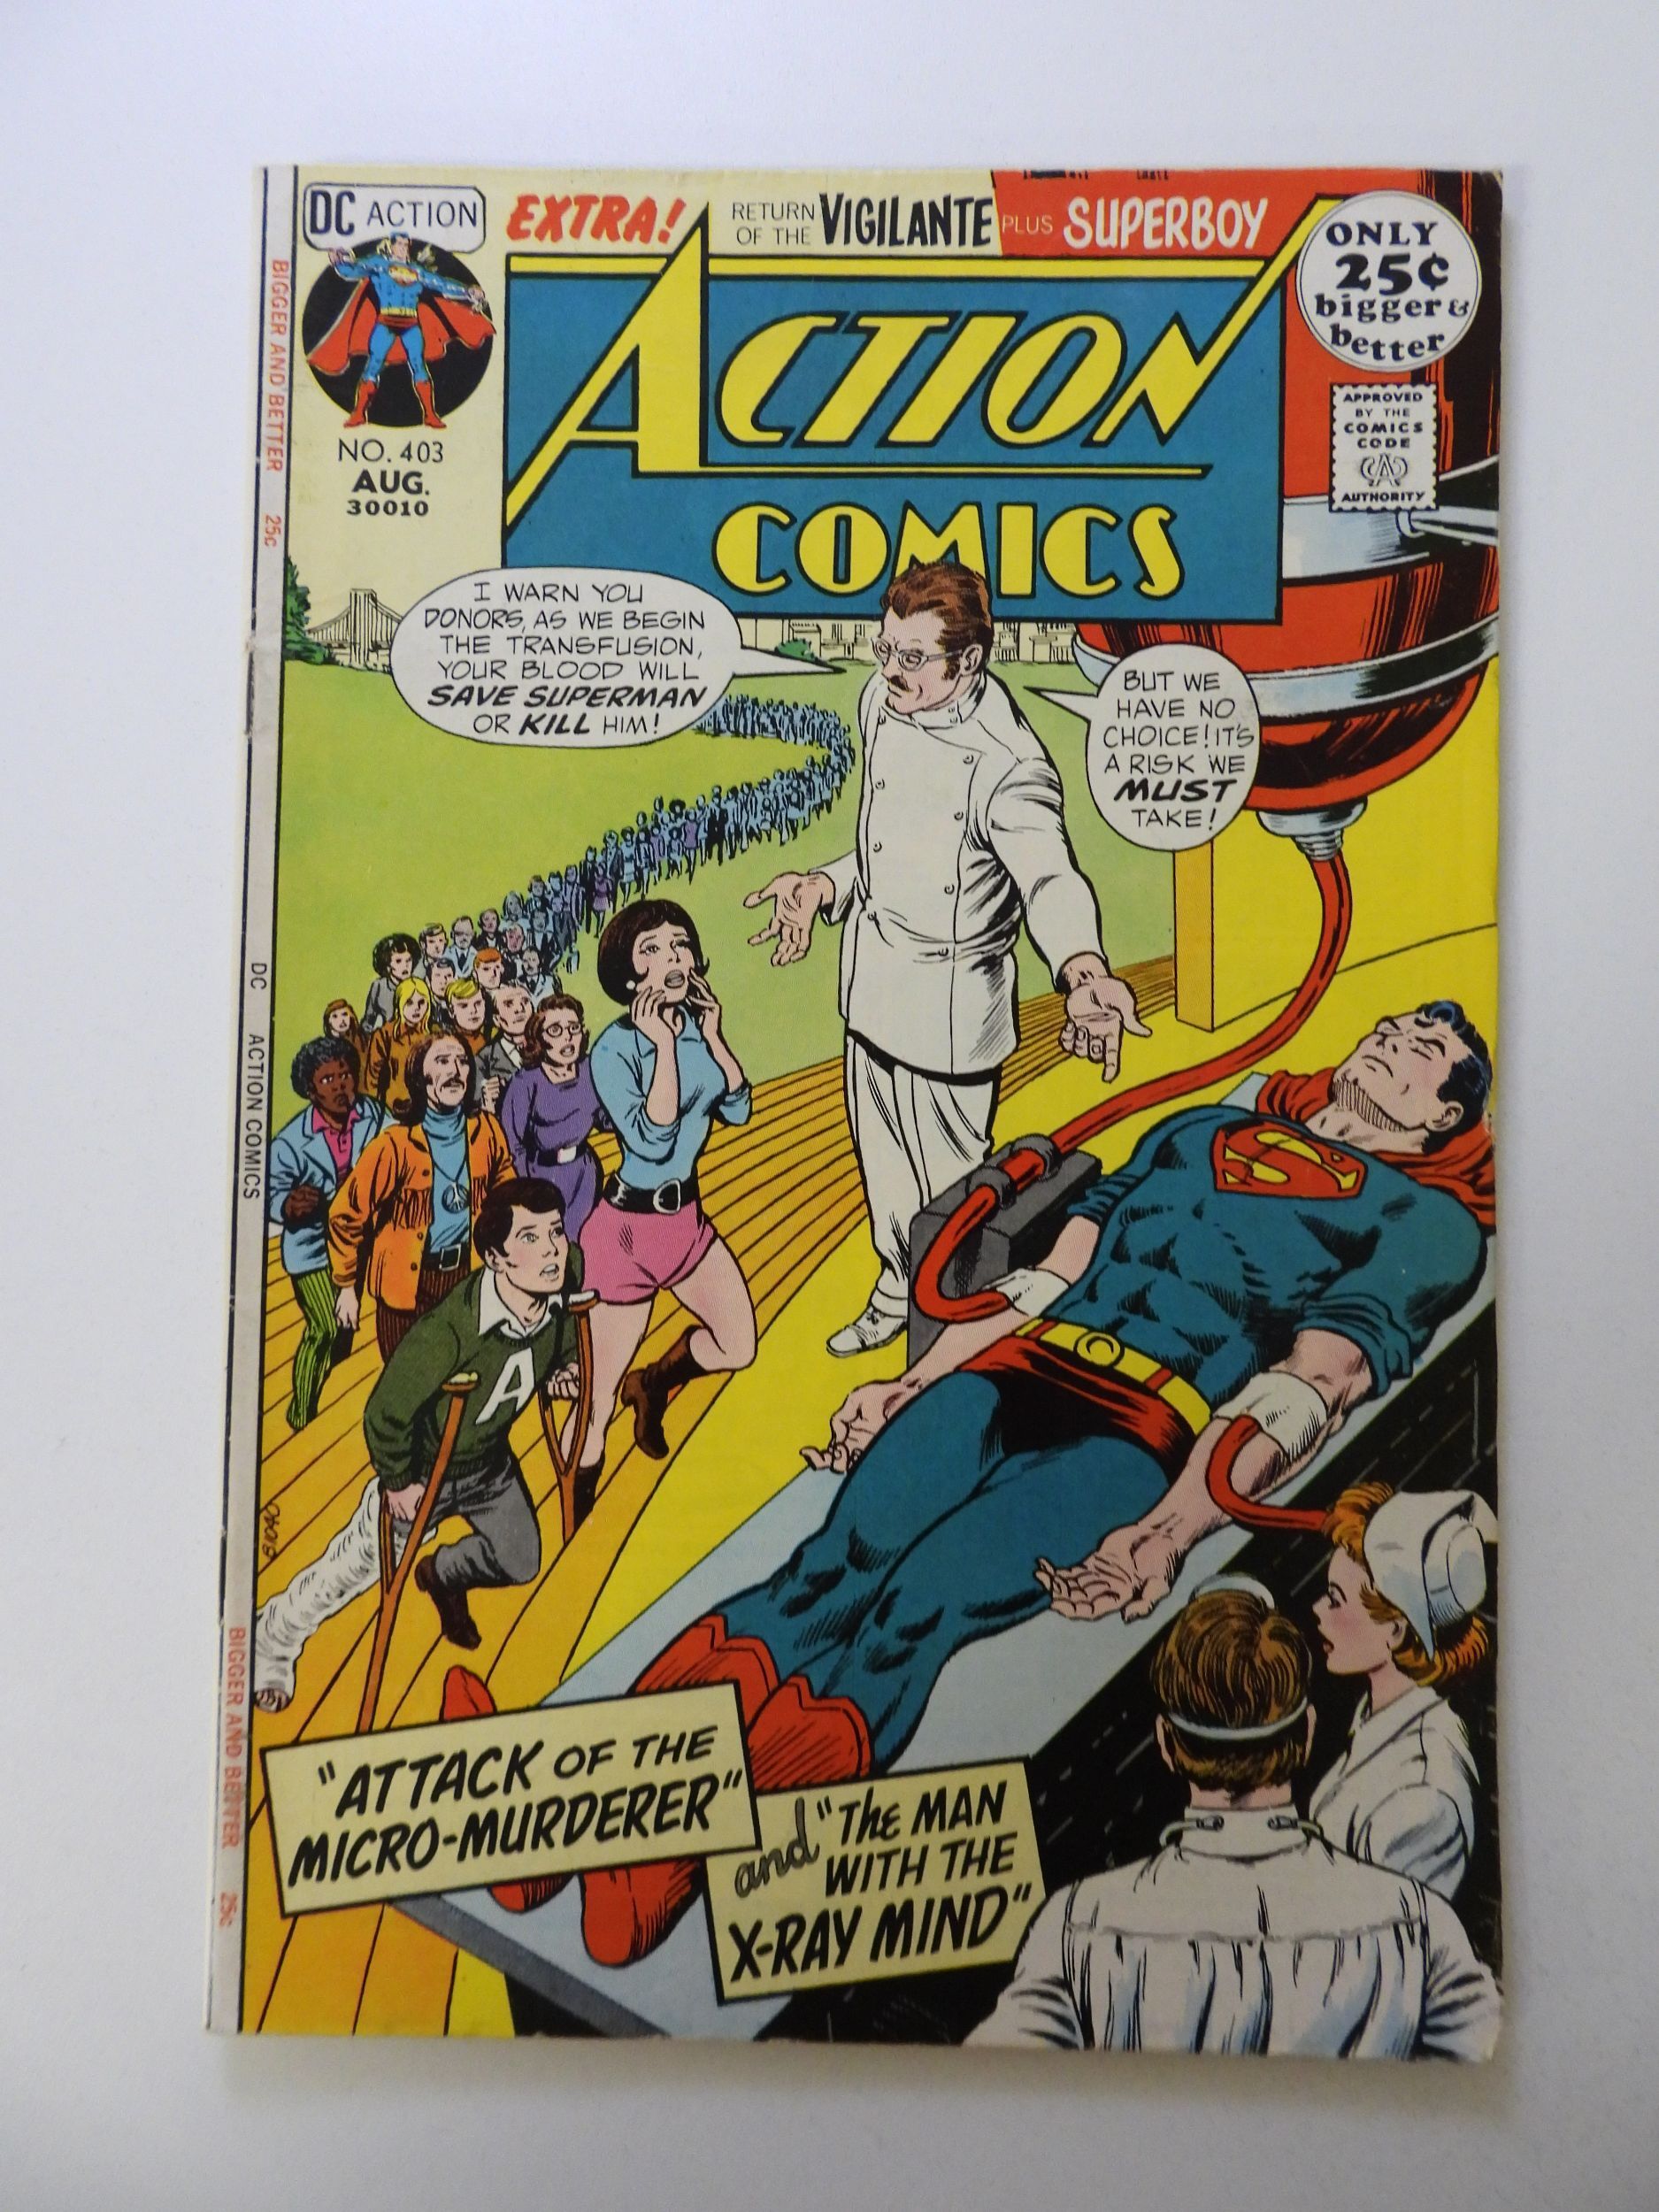 DC ACTION
EXTRA!
RETURN
OF THE VIGILANTE
PLUS SUPERBOY
ONLY
25¢
bigger &
better
APPROVED
BY THE
COMICS
CODE
CA
AUTHORITY
NO. 403
AUG.
30010
ACTION
COMICS
I WARN YOU
DONORS, AS WE BEGIN
THE TRANSFUSION,
YOUR BLOOD WILL
SAVE SUPERMAN
OR KILL HIM!
BUT WE
HAVE NO
CHOICE! IT'S
A RISK WE
MUST
TAKE!
S
A
"ATTACK OF THE
MICRO-MURDERER"
and "THE MAN
WITH THE
X-RAY MIND"
BIGGER AND BETTER 25¢
DC ACTION COMICS
BIGGER AND BETTER 25¢